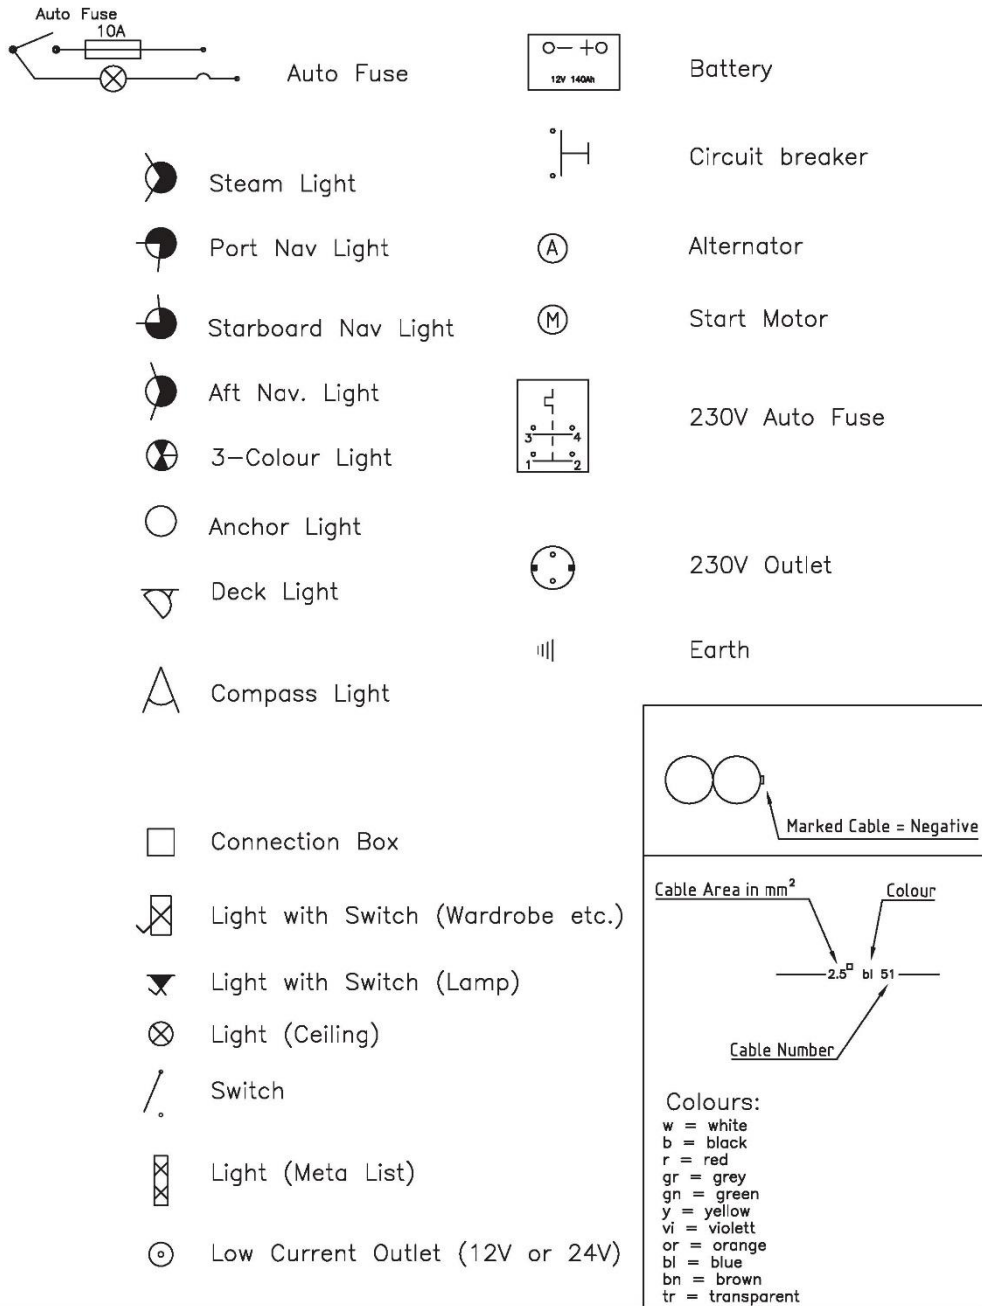 Auto Fuse
10A
Auto Fuse
Steam Light
Port Nav Light
Starboard Nav Light
Aft Nav. Light
3-Colour Light
Anchor Light
Deck Light
Compass Light
Connection Box
Light with Switch (Wardrobe etc.)
Light with Switch (Lamp)
Light (Ceiling)
Switch
Light (Meta List)
Low Current Outlet (12V or 24V)
- +
12V 140Ah
Battery
Circuit breaker
A
Alternator
M
Start Motor
3 4
1 2
230V Auto Fuse
230V Outlet
Earth
Marked Cable = Negative
Cable Area in mm²
Colour
2.5□ bl 51
Cable Number
Colours:
w = white
b = black
r = red
gr = grey
gn = green
y = yellow
vi = violett
or = orange
bl = blue
bn = brown
tr = transparent